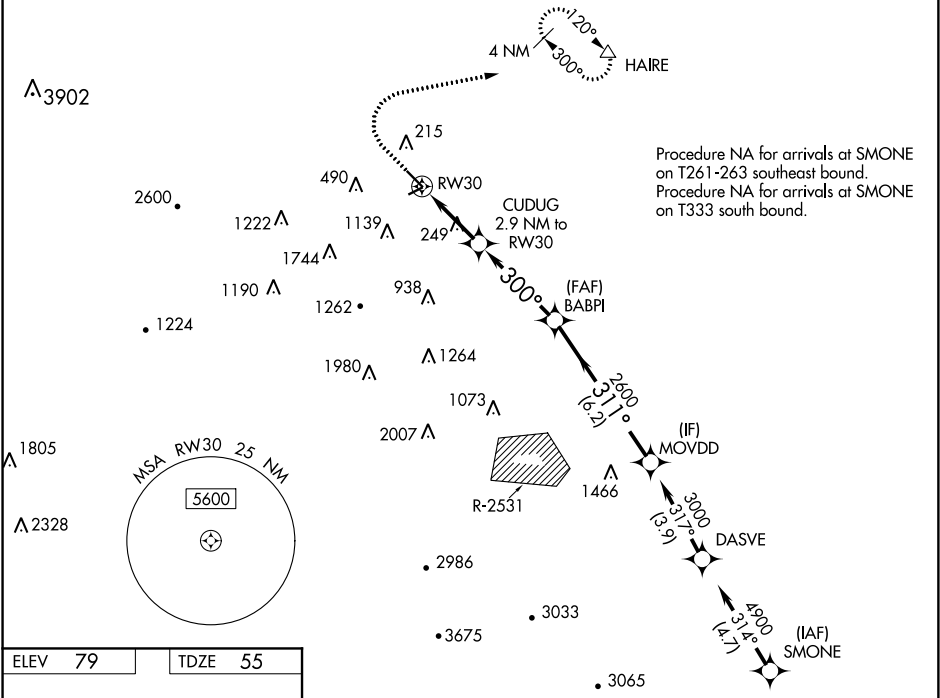 120°
4 NM
300°
HAIRE
3902
215
Procedure NA for arrivals at SMONE
on T261-263 southeast bound.
Procedure NA for arrivals at SMONE
on T333 south bound.
490
RW30
2600
CUDUG
2.9 NM to
RW30
1222
1139
249
1744
1190
938
300°
(FAF)
BABPI
1262
1224
1264
1980
2600
311°
(6.2)
1073
2007
(IF)
MOVDD
1805
MSA RW30 25 NM
5600
R-2531
1466
3000
317°
(3.9)
2328
DASVE
2986
3033
4900
314°
(4.7)
3675
(IAF)
SMONE
ELEV 79
TDZE 55
3065